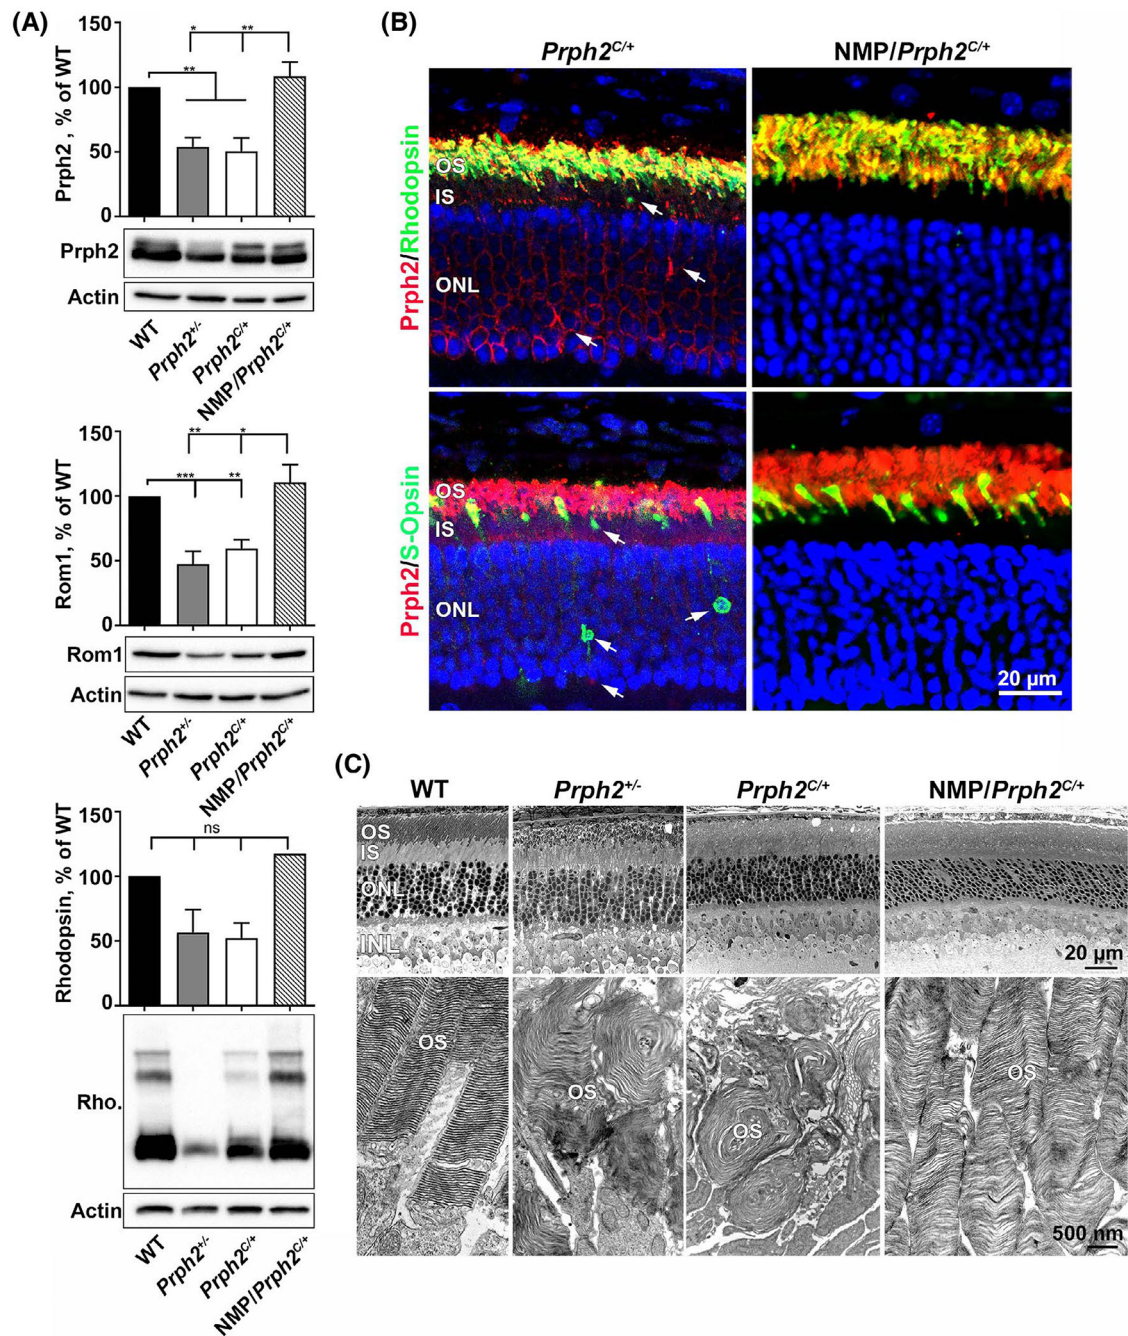 (A)
150
100
50
0
Prph2, % of WT
*
**
**
Prph2
Actin
WT
Prph2+/-
Prph2C/+
NMP/Prph2C/+
150
100
50
0
Rom1, % of WT
**
*
***
**
Rom1
Actin
WT
Prph2+/-
Prph2C/+
NMP/Prph2C/+
150
100
50
0
Rhodopsin, % of WT
ns
Rho.
Actin
WT
Prph2+/-
Prph2C/+
NMP/Prph2C/+
(B)
Prph2C/+
NMP/Prph2C/+
Prph2/Rhodopsin
OS
IS
ONL
Prph2/S-Opsin
OS
IS
ONL
20 µm
(C)
WT
Prph2+/-
Prph2C/+
NMP/Prph2C/+
OS
IS
ONL
INL
20 µm
OS
OS
OS
OS
500 nm